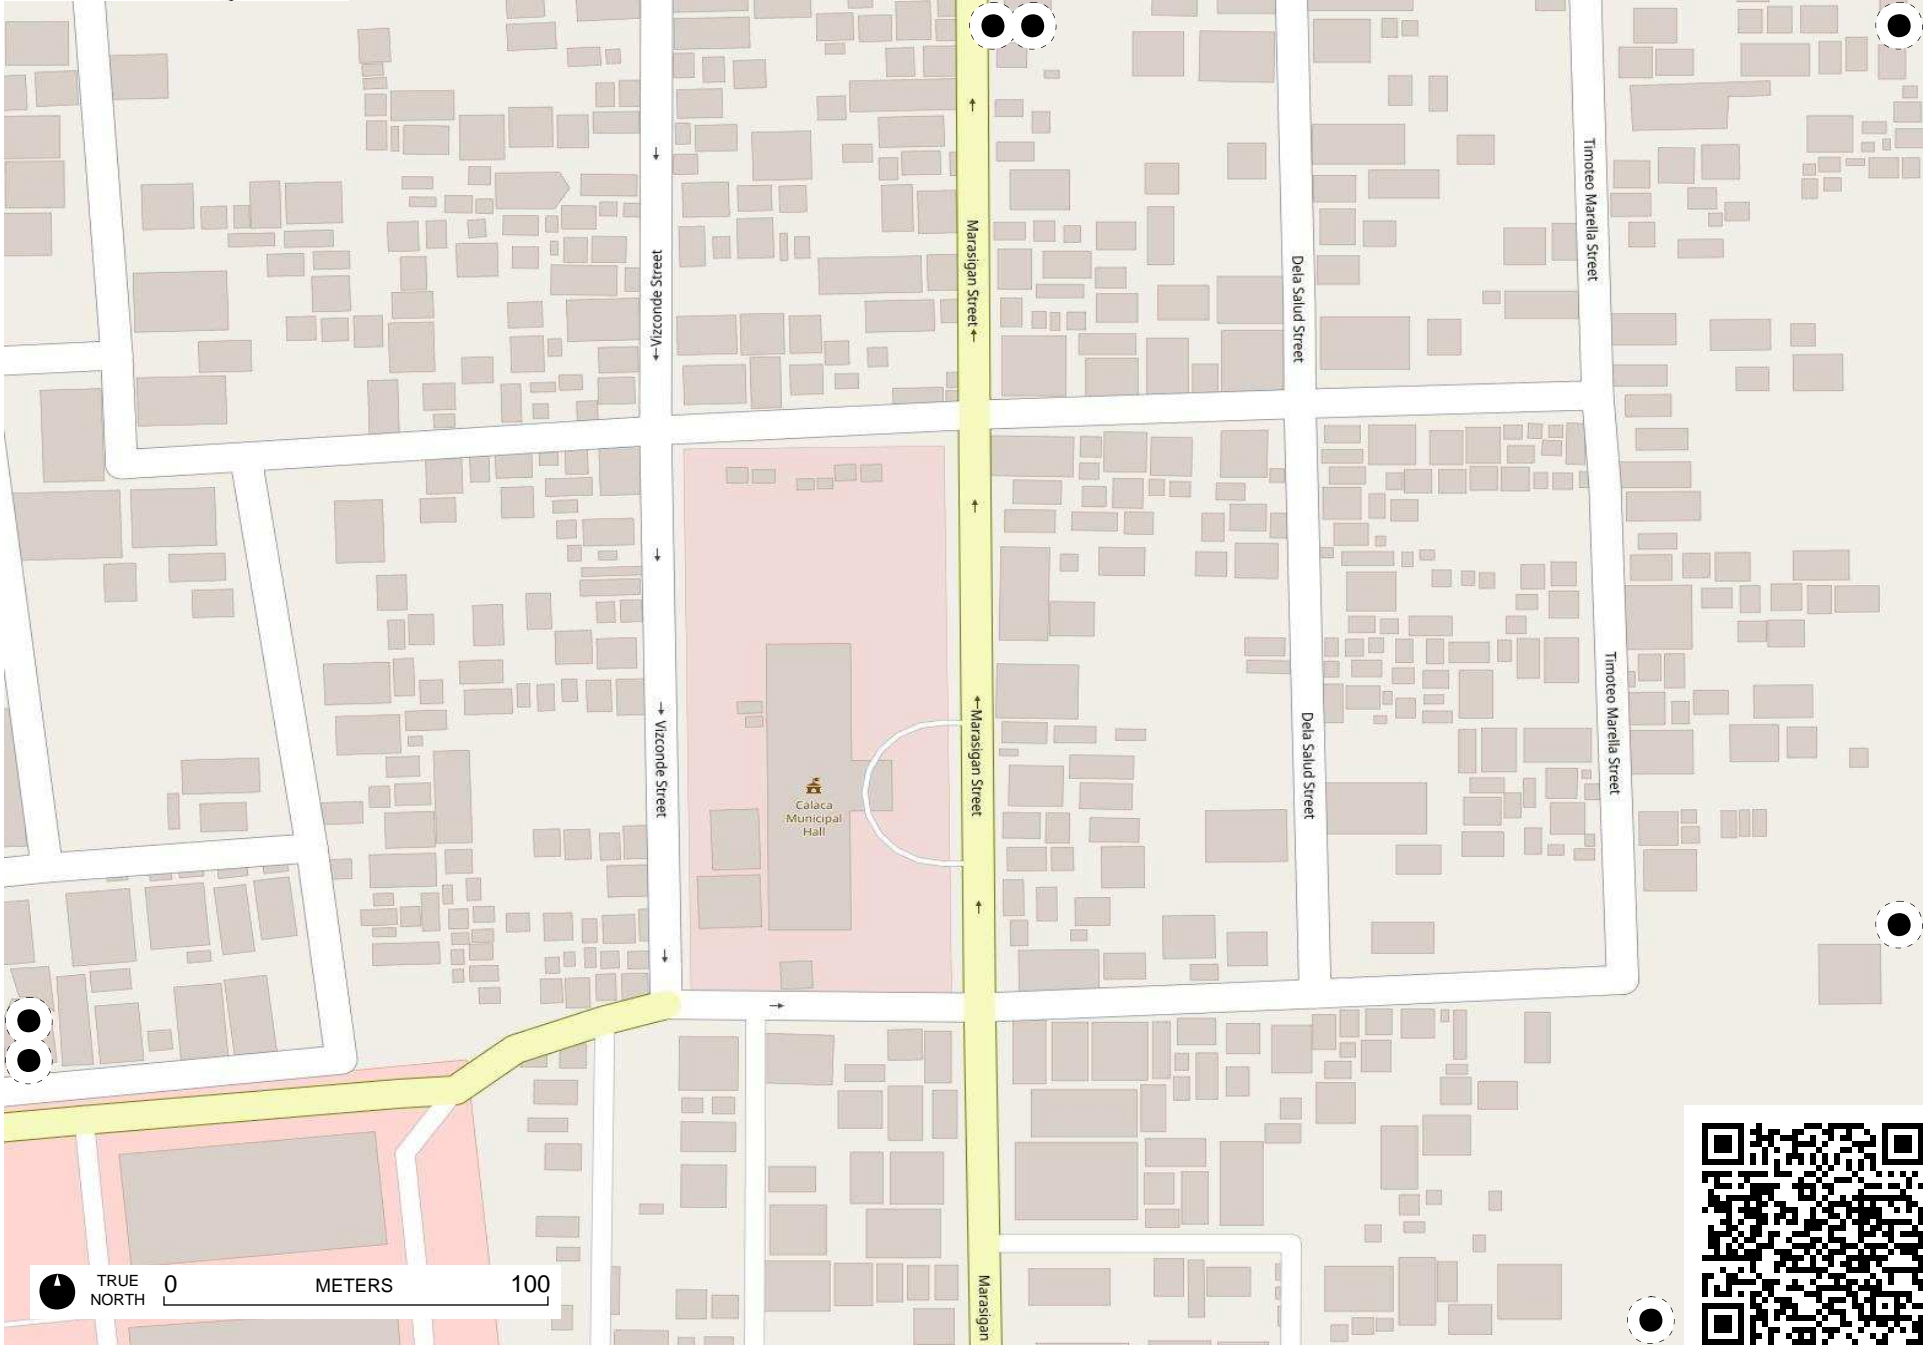 Timoteo Marella Street
Vizconde Street
Marasigan Street
Dela Salud Street
Timoteo Marella Street
Vizconde Street
Marasigan Street
Dela Salud Street
Calaca
Municipal
Hall
TRUE
NORTH
0
METERS
100
Marasigan